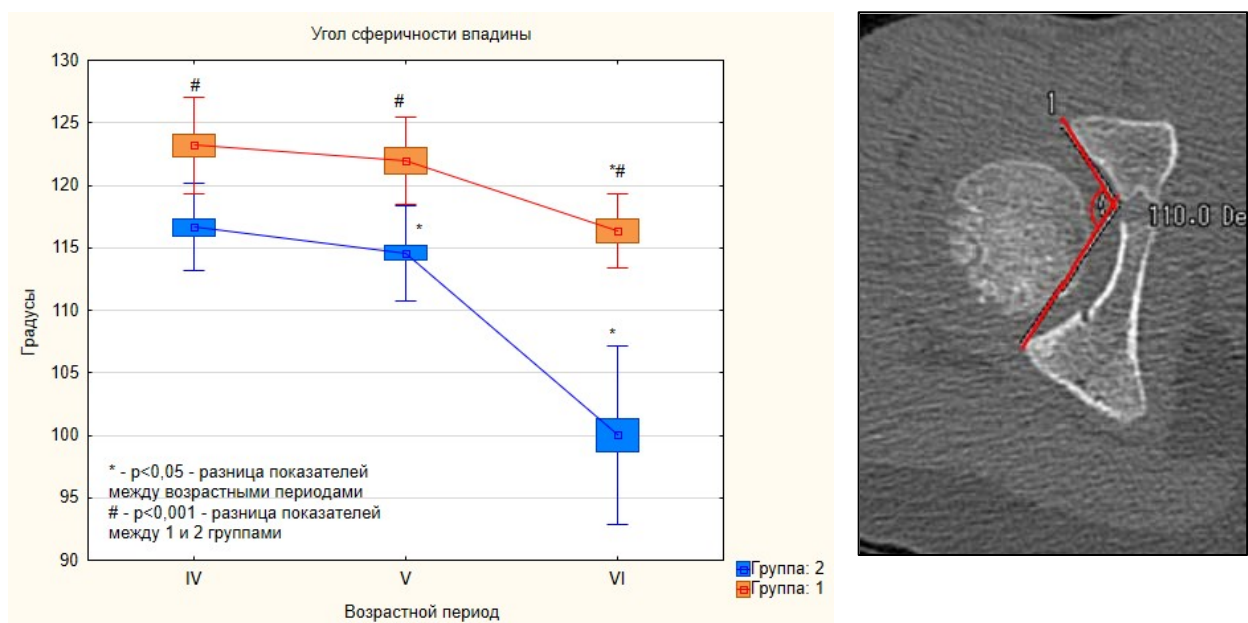 Угол сферичности впадины
130
125
120
115
110
105
100
95
90
Градусы
#
#
*#
*
*
* - p<0,05 - разница показателей
между возрастными периодами
# - p<0,001 - разница показателей
между 1 и 2 группами
IV
V
VI
Возрастной период
Группа: 2
Группа: 1
1
110.0 De